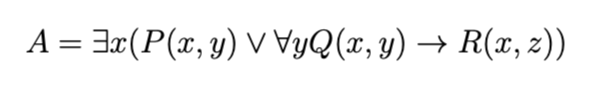 A = ∃x(P(x, y) ∨ ∀yQ(x, y) → R(x, z))